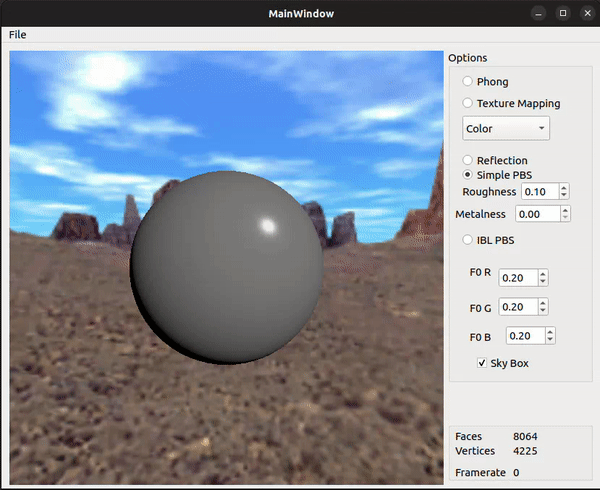 MainWindow
File
Options
Phong
Texture Mapping
Color
Reflection
Simple PBS
Roughness 0.10
Metalness 0.00
IBL PBS
F0 R 0.20
F0 G 0.20
F0 B 0.20
Sky Box
Faces 8064
Vertices 4225
Framerate 0